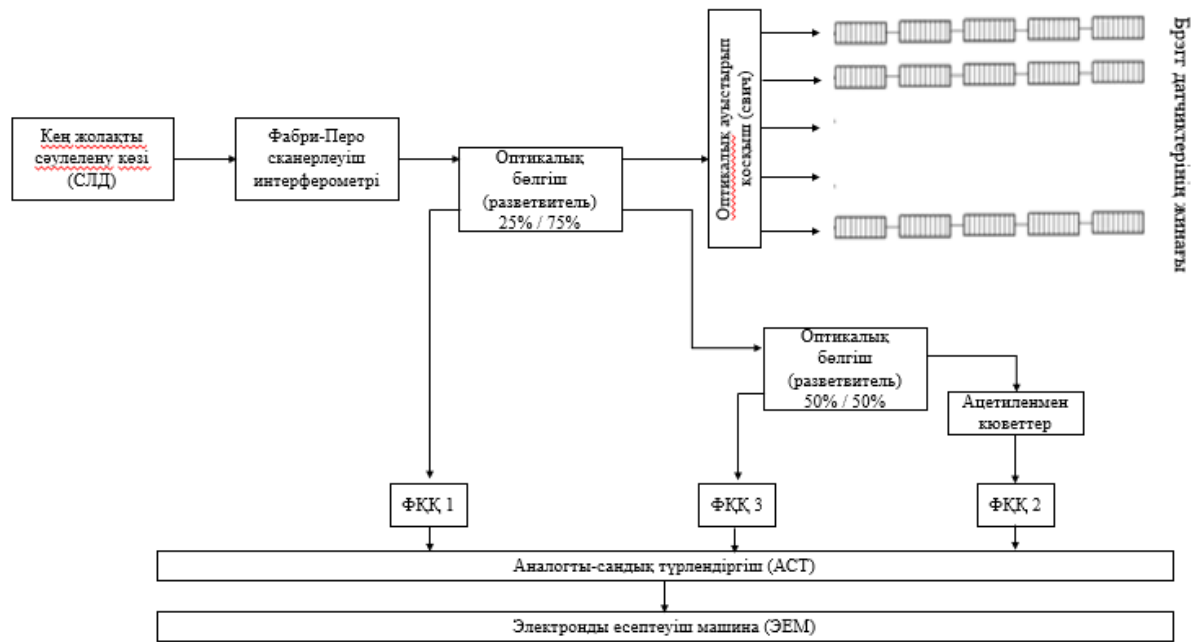 Кең жолақты
сәулелену көзі
(СЛД)
Фабри-Перо
сканерлеуіш
интерферометрі
Оптикалық
бөлгіш
(разветвитель)
25% / 75%
Оптикалық ауыстырып
қосқыш (свич)
Брэгг датчиктерінің жинағы
Оптикалық
бөлгіш
(разветвитель)
50% / 50%
Ацетиленмен
кюветтер
ФҚҚ 1
ФҚҚ 3
ФҚҚ 2
Аналогты-сандық түрлендіргіш (АСТ)
Электронды есептеуіш машина (ЭЕМ)